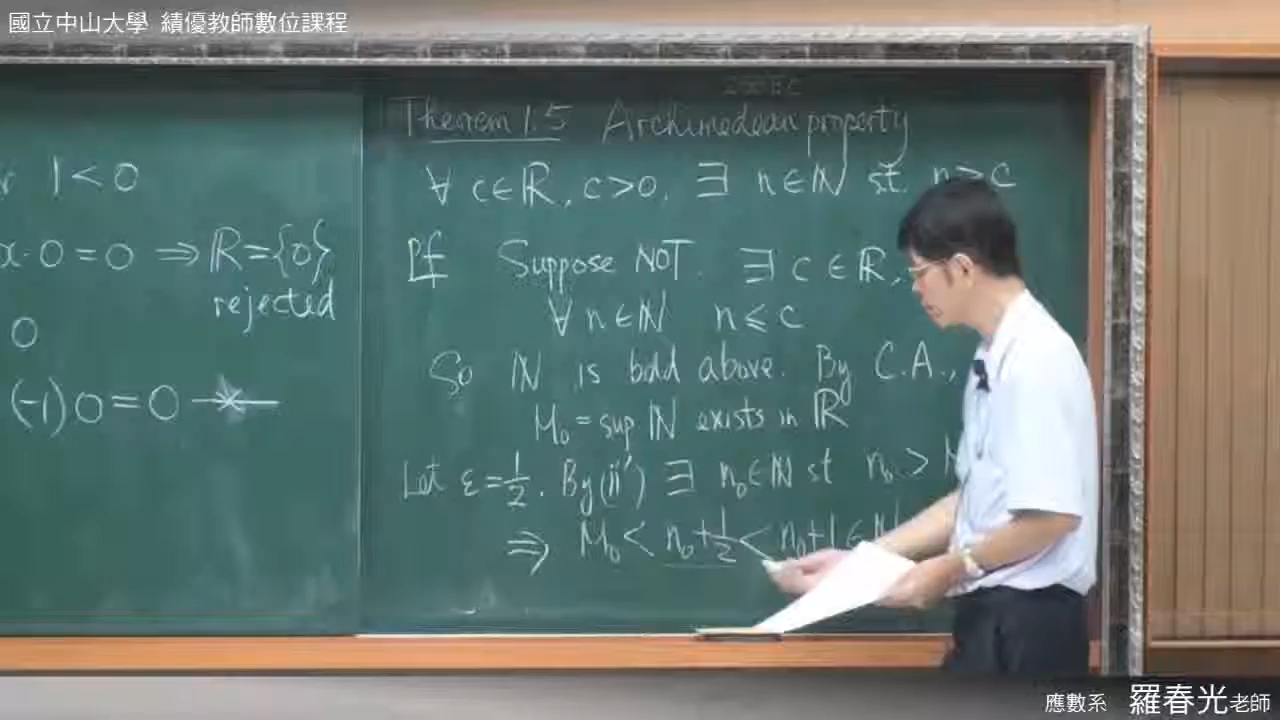 國立中山大學 績優教師數位課程
1 < 0
x·0 = 0 ⇒ ℝ = {0}
rejected
0
(-1) 0 = 0
Theorem 1.5 Archimedean property
∀ c ∈ ℝ, c > 0, ∃ n ∈ ℕ st. n > c
Pf Suppose NOT. ∃ c ∈ ℝ,
∀ n ∈ ℕ n ≤ c
So ℕ is bdd above. By C.A.,
M₀ = sup ℕ exists in ℝ
Let ε = 1/2. By (ii') ∃ n₀ ∈ ℕ st n₀ >
⇒ M₀ < n₀ + 1/2 < n₀ + 1 ∈ ℕ
應數系 羅春光老師